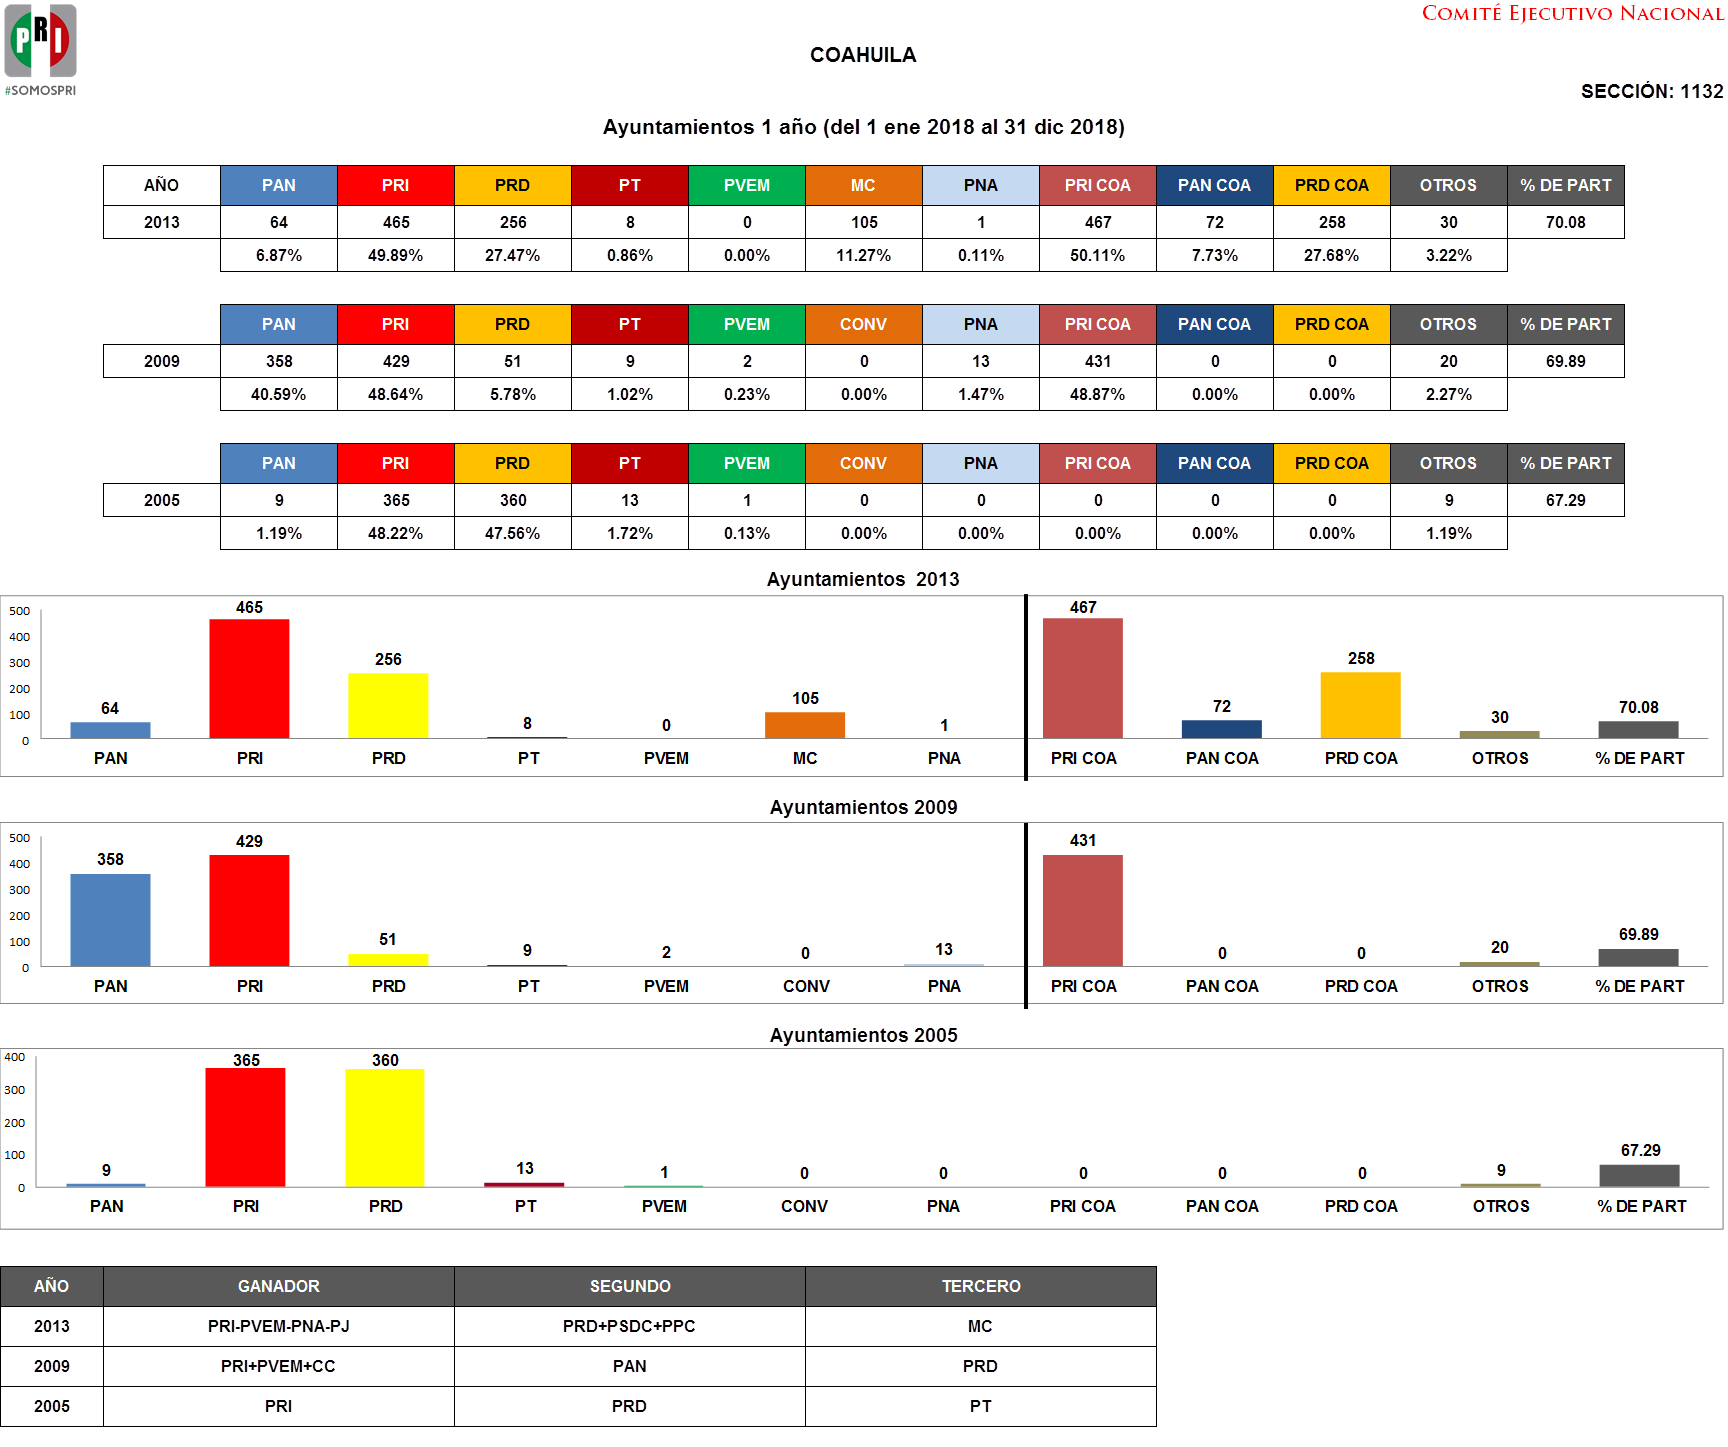 PRI
#SOMOSPRI
COMITÉ EJECUTIVO NACIONAL
COAHUILA
SECCIÓN: 1132
Ayuntamientos 1 año (del 1 ene 2018 al 31 dic 2018)
AÑO PAN PRI PRD PT PVEM MC PNA PRI COA PAN COA PRD COA OTROS % DE PART
2013 64 465 256 8 0 105 1 467 72 258 30 70.08
6.87% 49.89% 27.47% 0.86% 0.00% 11.27% 0.11% 50.11% 7.73% 27.68% 3.22%
PAN PRI PRD PT PVEM CONV PNA PRI COA PAN COA PRD COA OTROS % DE PART
2009 358 429 51 9 2 0 13 431 0 0 20 69.89
40.59% 48.64% 5.78% 1.02% 0.23% 0.00% 1.47% 48.87% 0.00% 0.00% 2.27%
PAN PRI PRD PT PVEM CONV PNA PRI COA PAN COA PRD COA OTROS % DE PART
2005 9 365 360 13 1 0 0 0 0 0 9 67.29
1.19% 48.22% 47.56% 1.72% 0.13% 0.00% 0.00% 0.00% 0.00% 0.00% 1.19%
Ayuntamientos 2013
500 400 300 200 100 0
64 465 256 8 0 105 1 467 72 258 30 70.08
PAN PRI PRD PT PVEM MC PNA PRI COA PAN COA PRD COA OTROS % DE PART
Ayuntamientos 2009
500 400 300 200 100 0
358 429 51 9 2 0 13 431 0 0 20 69.89
PAN PRI PRD PT PVEM CONV PNA PRI COA PAN COA PRD COA OTROS % DE PART
Ayuntamientos 2005
400 300 200 100 0
9 365 360 13 1 0 0 0 0 0 9 67.29
PAN PRI PRD PT PVEM CONV PNA PRI COA PAN COA PRD COA OTROS % DE PART
AÑO GANADOR SEGUNDO TERCERO
2013 PRI-PVEM-PNA-PJ PRD+PSDC+PPC MC
2009 PRI+PVEM+CC PAN PRD
2005 PRI PRD PT